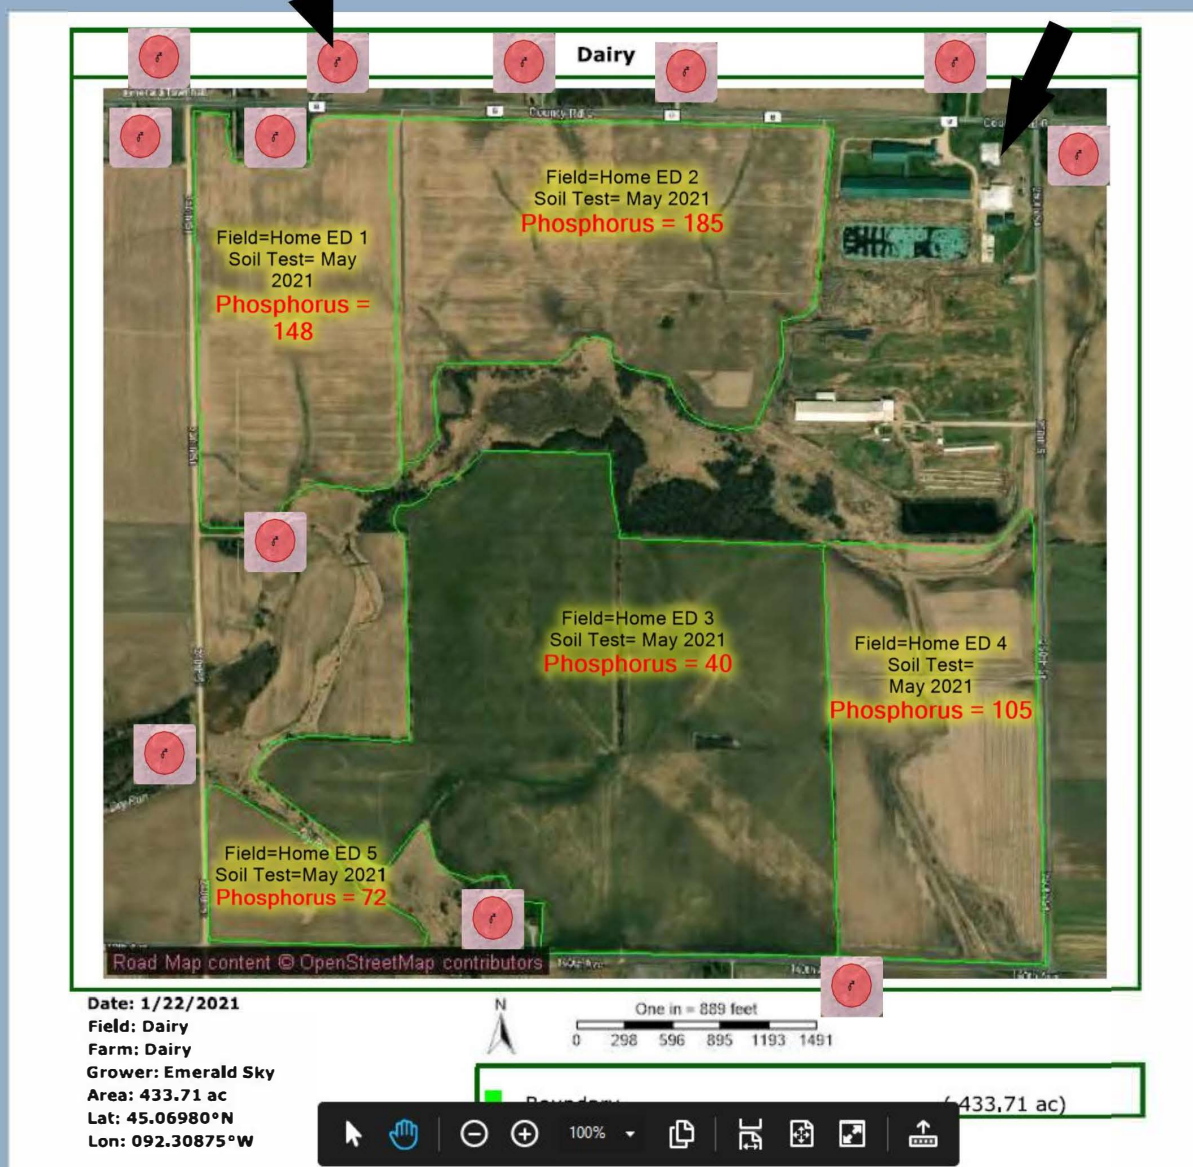 Dairy
County Rd G
Field=Home ED 2
Soil Test= May 2021
Phosphorus = 185
Field=Home ED 1
Soil Test= May
2021
Phosphorus =
148
Field=Home ED 3
Soil Test= May 2021
Phosphorus = 40
Field=Home ED 4
Soil Test=
May 2021
Phosphorus = 105
Dry Run
Field=Home ED 5
Soil Test=May 2021
Phosphorus = 72
Road Map content © OpenStreetMap contributors
Date: 1/22/2021
Field: Dairy
Farm: Dairy
Grower: Emerald Sky
Area: 433.71 ac
Lat: 45.06980°N
Lon: 092.30875°W
N
One in = 889 feet
0 298 596 895 1193 1491
Boundary
433.71 ac)
100%